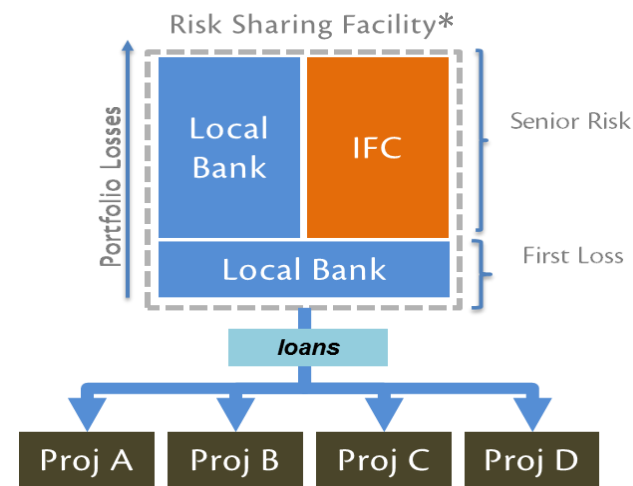 Risk Sharing Facility*
Portfolio Losses
Local
Bank
IFC
Senior Risk
Local Bank
First Loss
loans
Proj A
Proj B
Proj C
Proj D